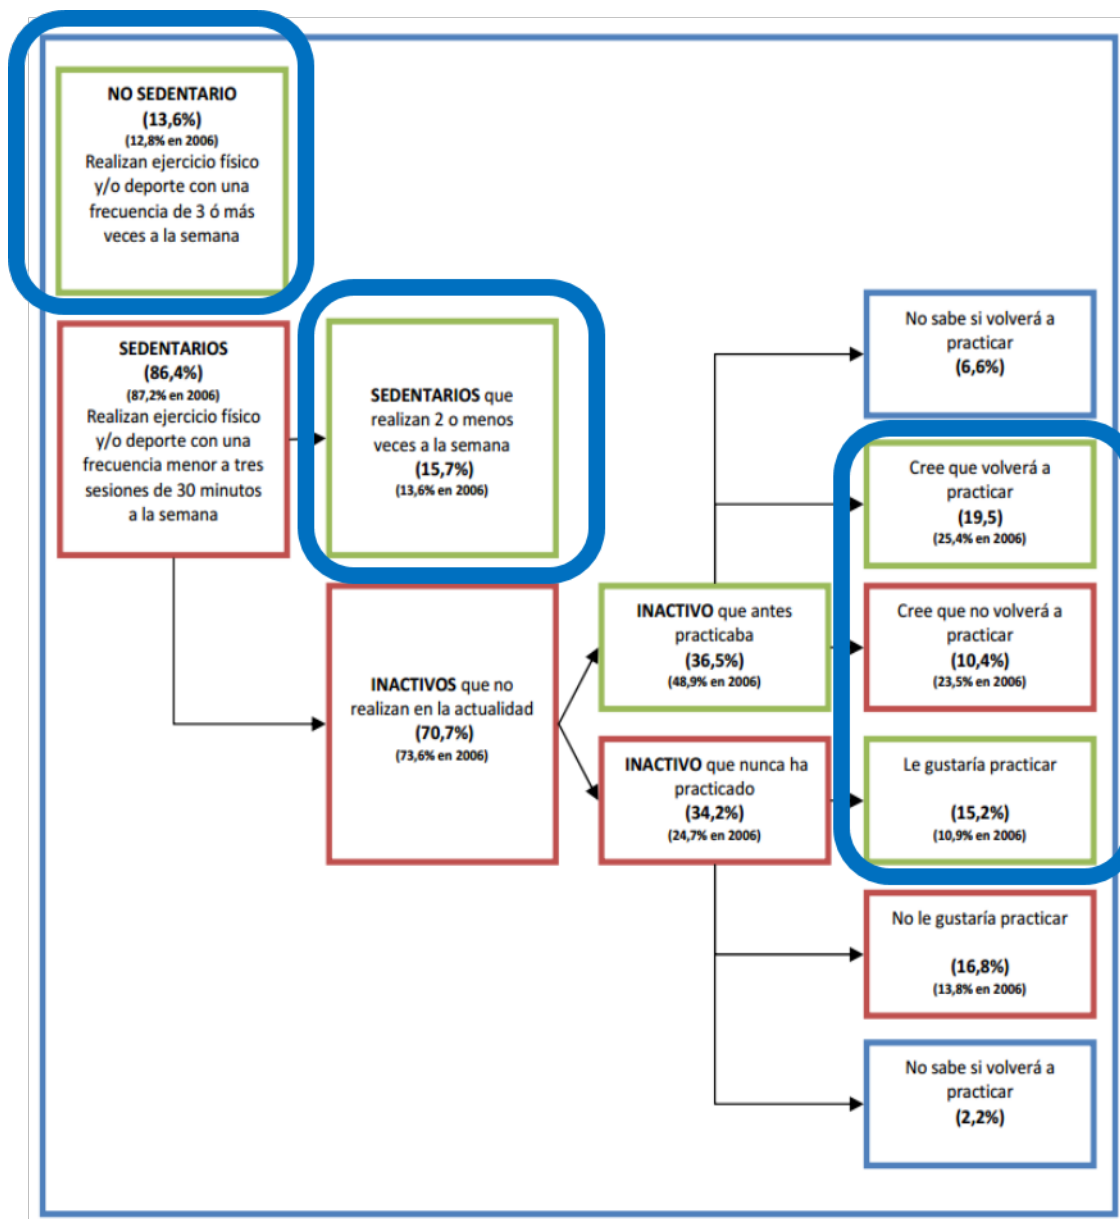 NO SEDENTARIO
(13,6%)
(12,8% en 2006)
Realizan ejercicio físico
y/o deporte con una
frecuencia de 3 ó más
veces a la semana
SEDENTARIOS
(86,4%)
(87,2% en 2006)
Realizan ejercicio físico
y/o deporte con una
frecuencia menor a tres
sesiones de 30 minutos
a la semana
SEDENTARIOS que
realizan 2 o menos
veces a la semana
(15,7%)
(13,6% en 2006)
INACTIVOS que no
realizan en la actualidad
(70,7%)
(73,6% en 2006)
INACTIVO que antes
practicaba
(36,5%)
(48,9% en 2006)
INACTIVO que nunca ha
practicado
(34,2%)
(24,7% en 2006)
No sabe si volverá a
practicar
(6,6%)
Cree que volverá a
practicar
(19,5)
(25,4% en 2006)
Cree que no volverá a
practicar
(10,4%)
(23,5% en 2006)
Le gustaría practicar
(15,2%)
(10,9% en 2006)
No le gustaría practicar
(16,8%)
(13,8% en 2006)
No sabe si volverá a
practicar
(2,2%)